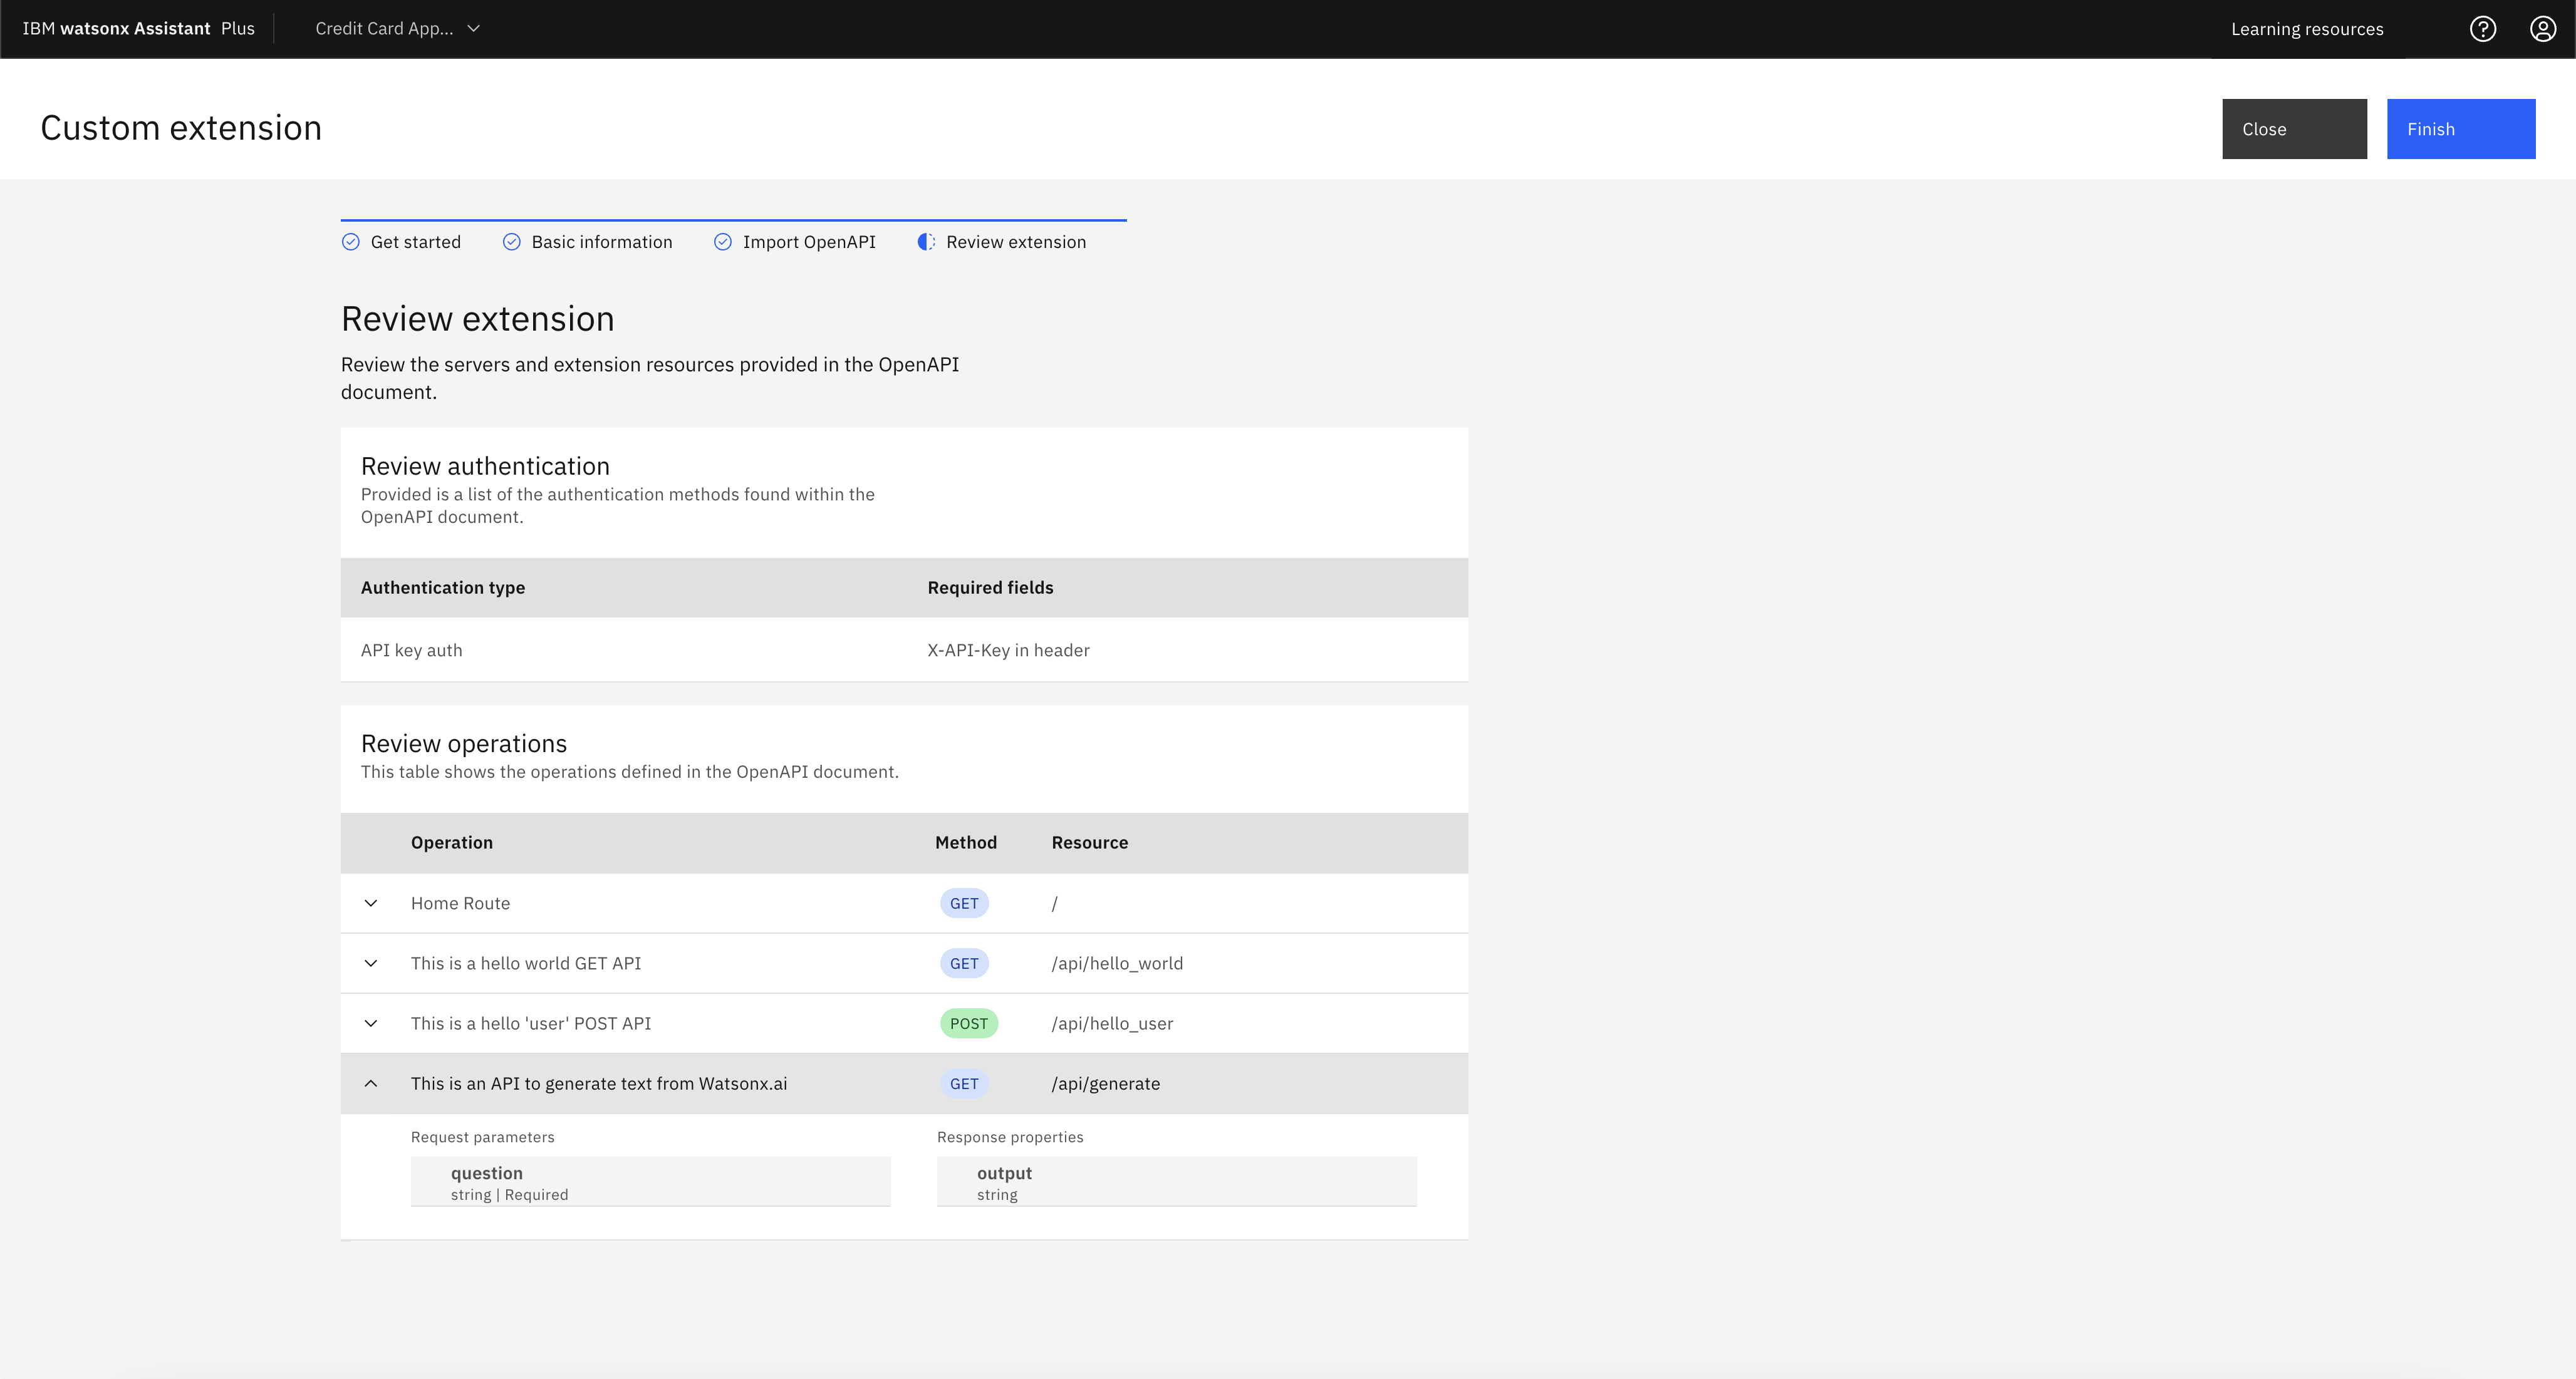 IBM watsonx Assistant Plus
Credit Card App...
Learning resources
Custom extension
Close
Finish
Get started
Basic information
Import OpenAPI
Review extension
Review extension
Review the servers and extension resources provided in the OpenAPI
document.
Review authentication
Provided is a list of the authentication methods found within the
OpenAPI document.
Authentication type
Required fields
API key auth
X-API-Key in header
Review operations
This table shows the operations defined in the OpenAPI document.
Operation
Method
Resource
Home Route
GET
/
This is a hello world GET API
GET
/api/hello_world
This is a hello 'user' POST API
POST
/api/hello_user
This is an API to generate text from Watsonx.ai
GET
/api/generate
Request parameters
Response properties
question
string | Required
output
string